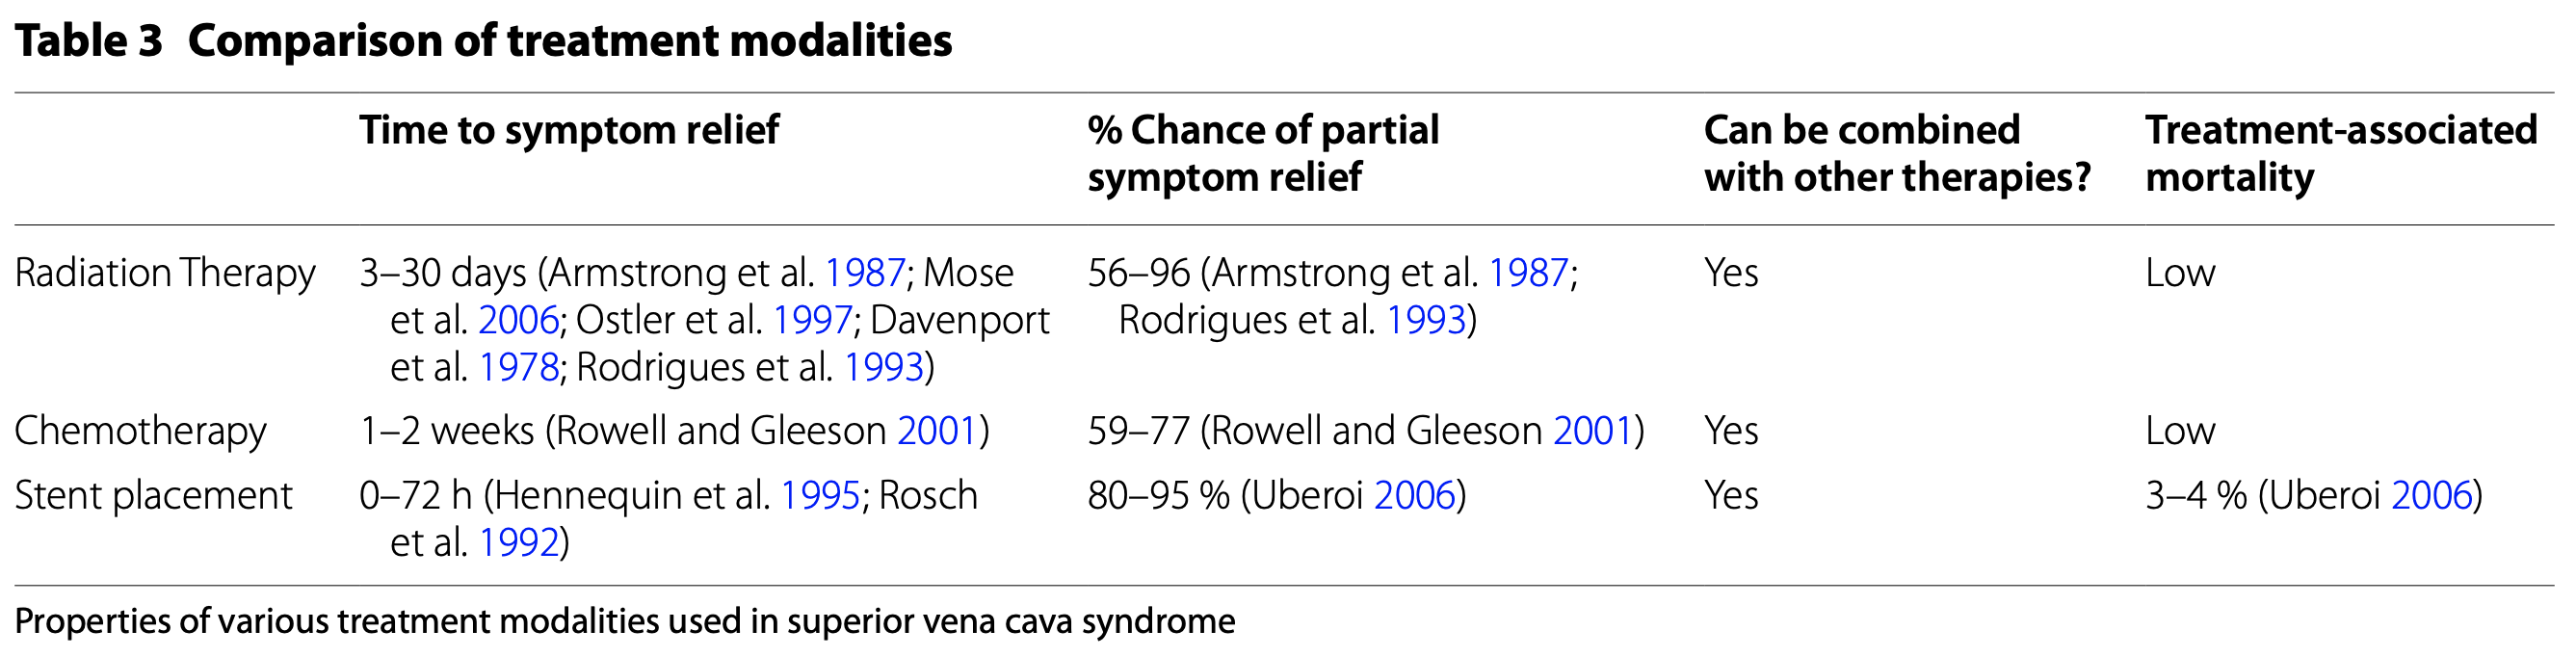 Table 3 Comparison of treatment modalities
Time to symptom relief % Chance of partial symptom relief Can be combined with other therapies? Treatment-associated mortality
Radiation Therapy 3–30 days (Armstrong et al. 1987; Mose et al. 2006; Ostler et al. 1997; Davenport et al. 1978; Rodrigues et al. 1993) 56–96 (Armstrong et al. 1987; Rodrigues et al. 1993) Yes Low
Chemotherapy 1–2 weeks (Rowell and Gleeson 2001) 59–77 (Rowell and Gleeson 2001) Yes Low
Stent placement 0–72 h (Hennequin et al. 1995; Rosch et al. 1992) 80–95 % (Uberoi 2006) Yes 3–4 % (Uberoi 2006)
Properties of various treatment modalities used in superior vena cava syndrome